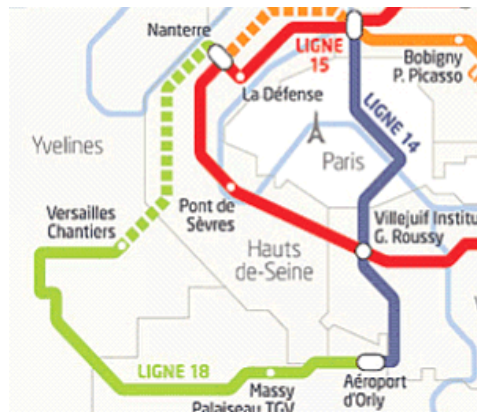 Nanterre
LIGNE
15
Bobigny
P. Picasso
La Défense
LIGNE 14
Yvelines
Paris
Versailles
Chantiers
Pont de
Sèvres
Villejuif Institu
G. Roussy
Hauts
de-Seine
LIGNE 18
Massy
Palaiseau TGV
Aéroport
d'Orly